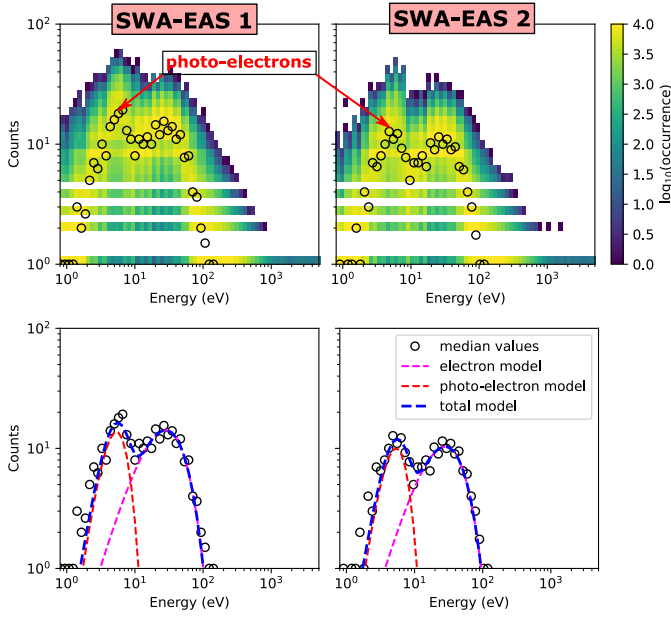 SWA-EAS 1
SWA-EAS 2
photo-electrons
10²
10¹
10⁰
Counts
10⁰
10¹
10²
10³
Energy (eV)
10⁰
10¹
10²
10³
Energy (eV)
4.0
3.5
3.0
2.5
2.0
1.5
1.0
0.5
0.0
log₁₀(occurrence)
10²
10¹
10⁰
Counts
10⁰
10¹
10²
10³
Energy (eV)
median values
electron model
photo-electron model
total model
10⁰
10¹
10²
10³
Energy (eV)